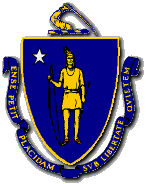 ENSE PETIT
PLACIDAM
SVB LIBERTATE
QVIETEM